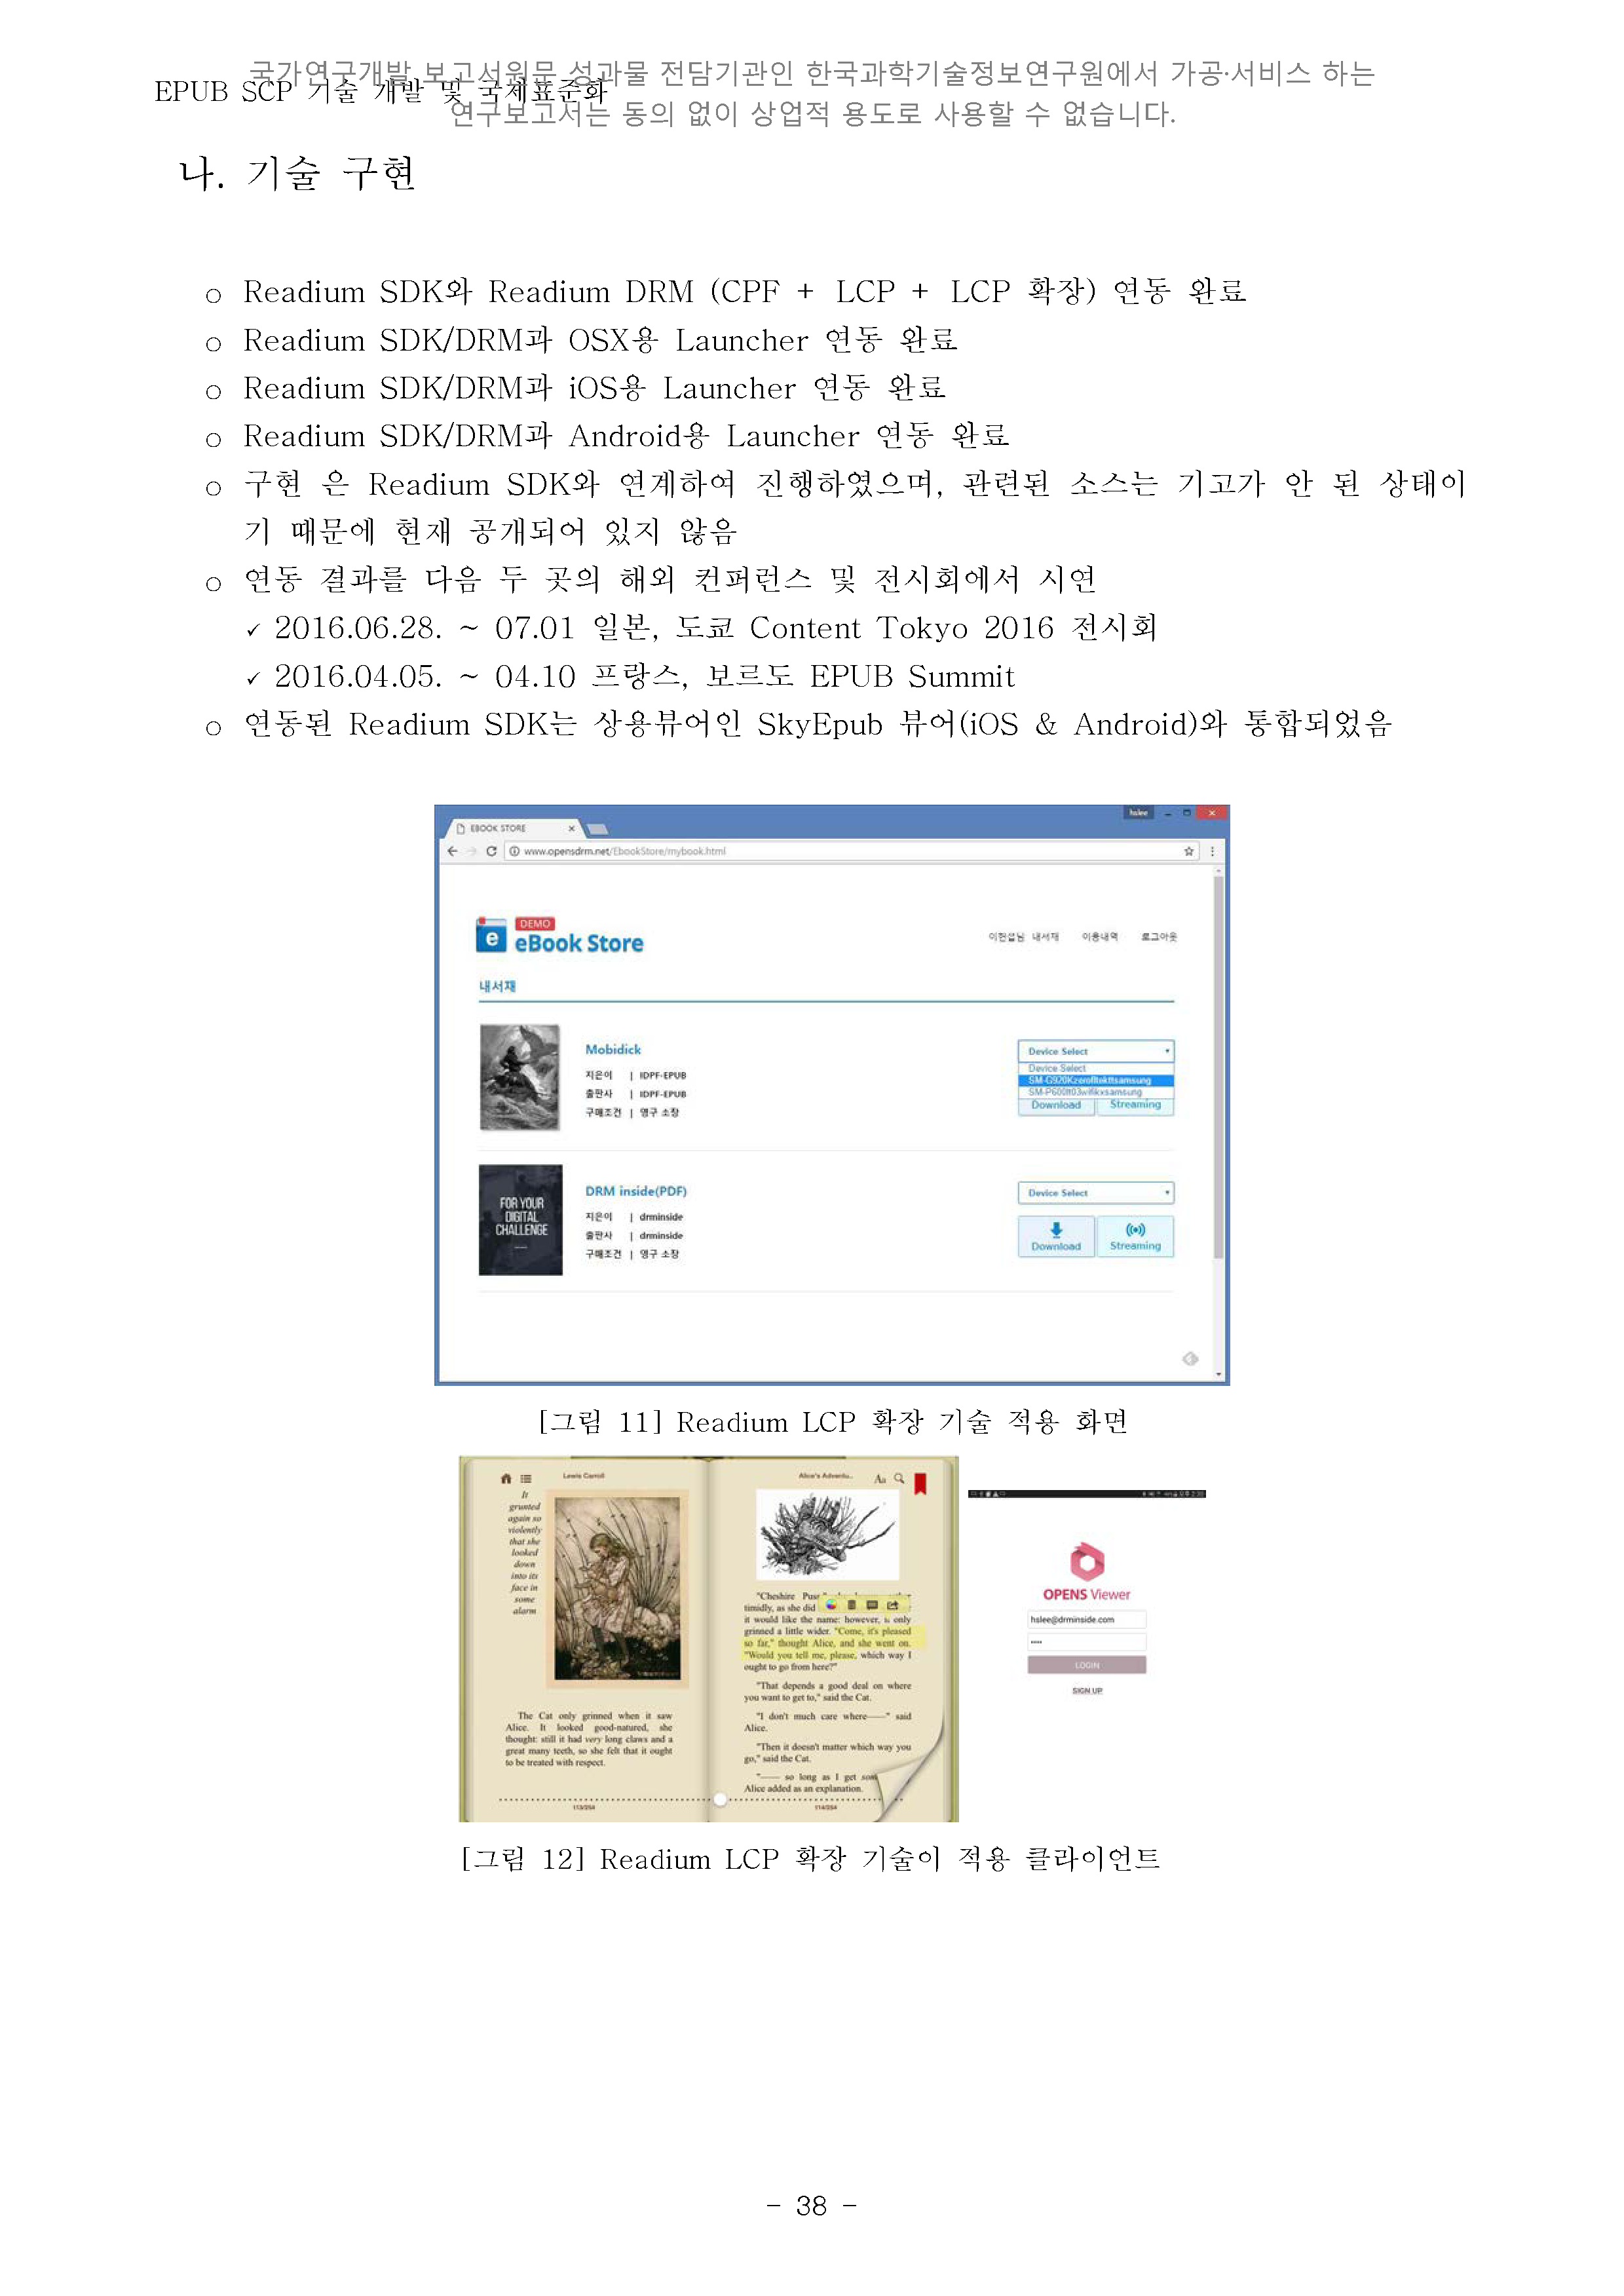 국가연구개발 보고서원문 성과물 전담기관인 한국과학기술정보연구원에서 가공·서비스 하는
연구보고서는 동의 없이 상업적 용도로 사용할 수 없습니다.
EPUB SCP 기술 개발 및 국제표준화
나. 기술 구현
○ Readium SDK와 Readium DRM (CPF + LCP + LCP 확장) 연동 완료
○ Readium SDK/DRM과 OSX용 Launcher 연동 완료
○ Readium SDK/DRM과 iOS용 Launcher 연동 완료
○ Readium SDK/DRM과 Android용 Launcher 연동 완료
○ 구현 은 Readium SDK와 연계하여 진행하였으며, 관련된 소스는 기고가 안 된 상태이
기 때문에 현재 공개되어 있지 않음
○ 연동 결과를 다음 두 곳의 해외 컨퍼런스 및 전시회에서 시연
✓ 2016.06.28. ~ 07.01 일본, 도쿄 Content Tokyo 2016 전시회
✓ 2016.04.05. ~ 04.10 프랑스, 보르도 EPUB Summit
○ 연동된 Readium SDK는 상용뷰어인 SkyEpub 뷰어(iOS & Android)와 통합되었음
hslee
EBOOK STORE
www.opensdrm.net/EbookStore/mybook.html
DEMO
eBook Store
이헌설님 내서재 이용내역 로그아웃
내서재
Mobidick
지은이 | IDPF-EPUB
출판사 | IDPF-EPUB
구매조건 | 영구 소장
Device Select
Device Select
Download Streaming
FOR YOUR
DIGITAL
CHALLENGE
DRM inside(PDF)
지은이 | drminside
출판사 | drminside
구매조건 | 영구 소장
Device Select
Download Streaming
[그림 11] Readium LCP 확장 기술 적용 화면
Lewis Carroll
It
grunted
again so
violently
that she
looked
down
into its
face in
some
alarm
The Cat only grinned when it saw
Alice. It looked good-natured, she
thought: still it had very long claws and a
great many teeth, so she felt that it ought
to be treated with respect.
113/254
Alice's Adventu..
Aa
"Cheshire Puss
timidly, as she did
it would like the name: however, it only
grinned a little wider. "Come, it's pleased
so far," thought Alice, and she went on.
"Would you tell me, please, which way I
ought to go from here?"
"That depends a good deal on where
you want to get to," said the Cat.
"I don't much care where——" said
Alice.
"Then it doesn't matter which way you
go," said the Cat.
"—— so long as I get som
Alice added as an explanation.
114/254
OPENS Viewer
hslee@drminside.com
LOGIN
SIGN UP
[그림 12] Readium LCP 확장 기술이 적용 클라이언트
- 38 -